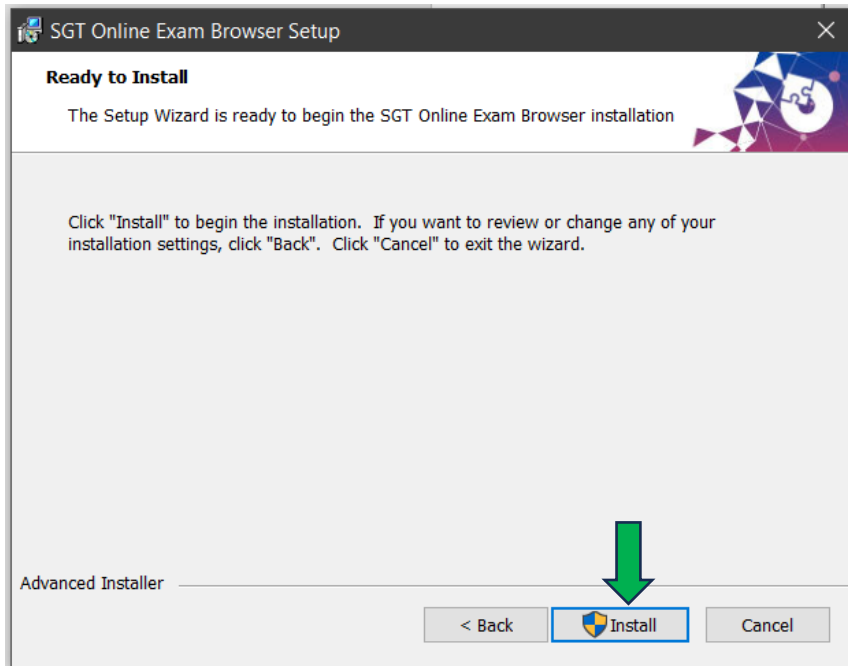 SGT Online Exam Browser Setup
Ready to Install
The Setup Wizard is ready to begin the SGT Online Exam Browser installation
Click "Install" to begin the installation. If you want to review or change any of your
installation settings, click "Back". Click "Cancel" to exit the wizard.
Advanced Installer
< Back Install Cancel